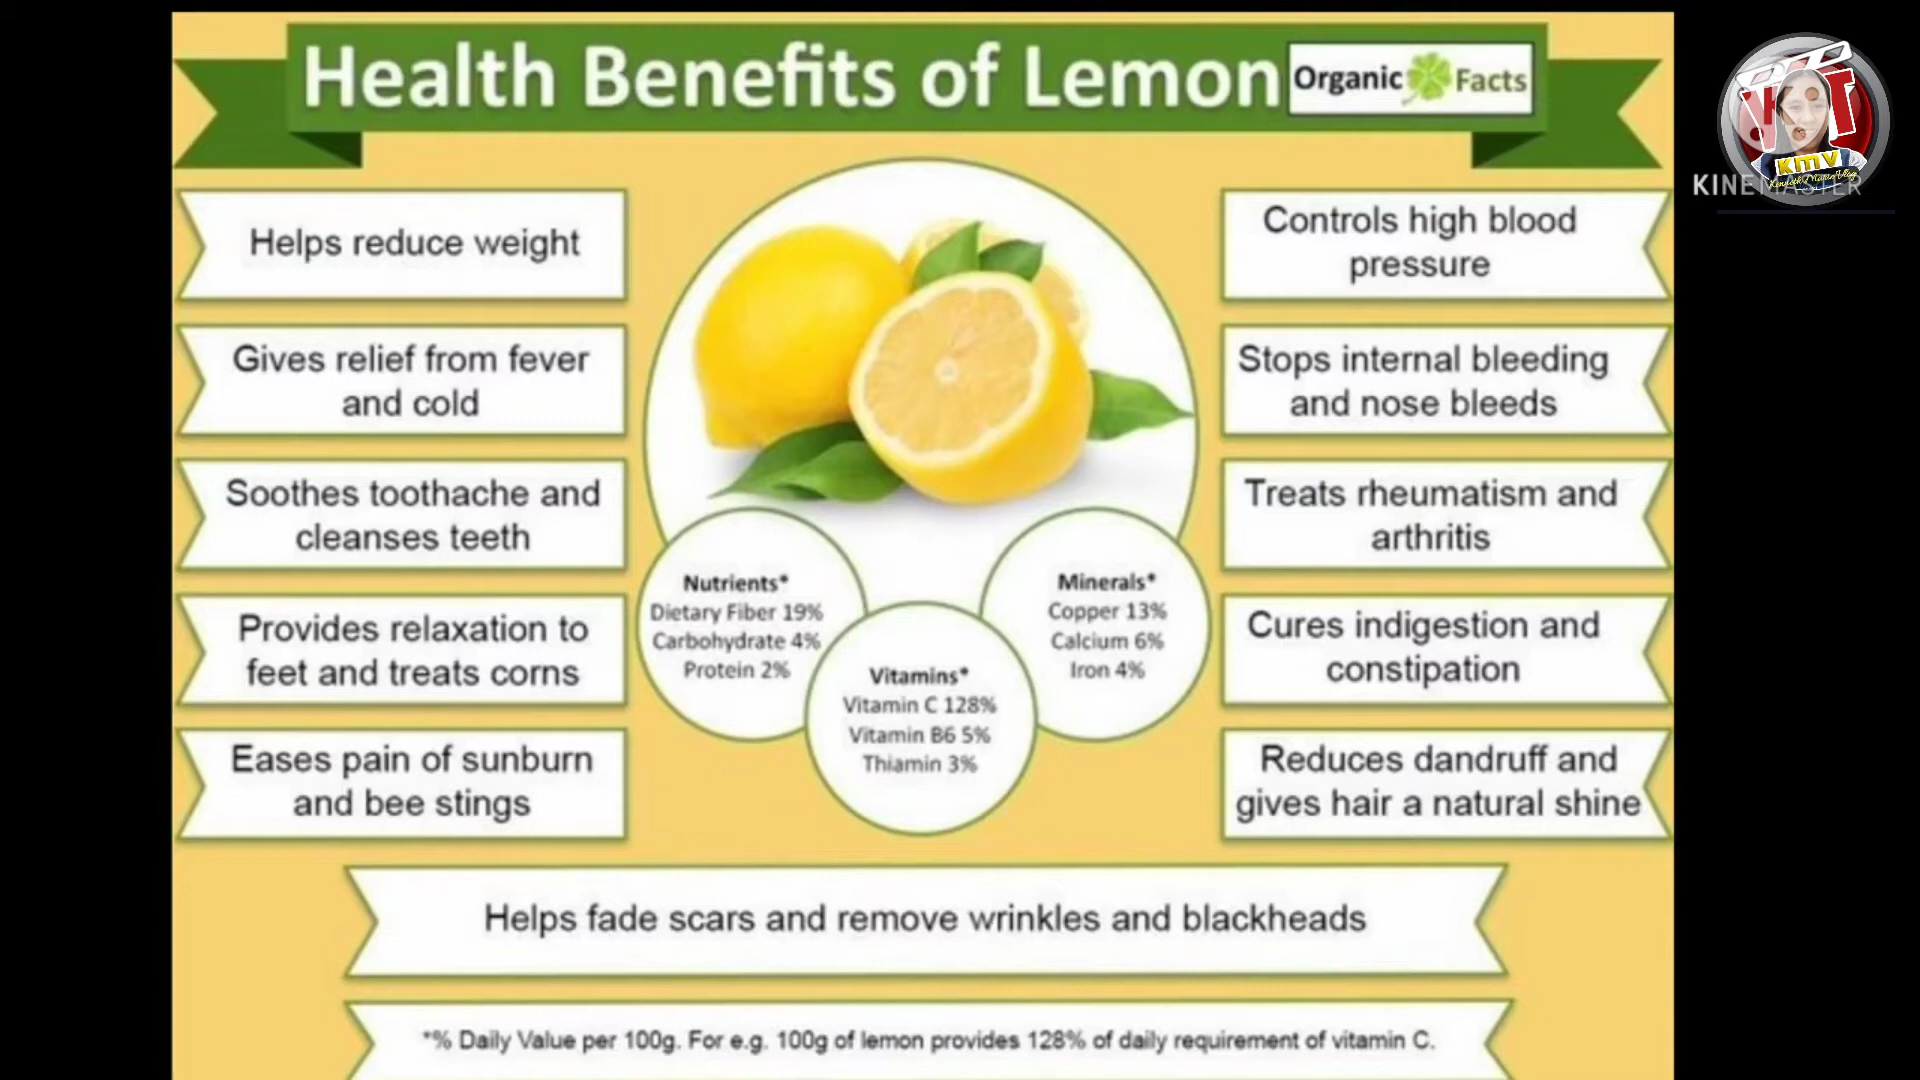 Health Benefits of Lemon
Organic Facts
KINEMASTER
KMV
Helps reduce weight
Gives relief from fever
and cold
Soothes toothache and
cleanses teeth
Provides relaxation to
feet and treats corns
Eases pain of sunburn
and bee stings
Nutrients*
Dietary Fiber 19%
Carbohydrate 4%
Protein 2%
Vitamins*
Vitamin C 128%
Vitamin B6 5%
Thiamin 3%
Minerals*
Copper 13%
Calcium 6%
Iron 4%
Controls high blood
pressure
Stops internal bleeding
and nose bleeds
Treats rheumatism and
arthritis
Cures indigestion and
constipation
Reduces dandruff and
gives hair a natural shine
Helps fade scars and remove wrinkles and blackheads
*% Daily Value per 100g. For e.g. 100g of lemon provides 128% of daily requirement of vitamin C.